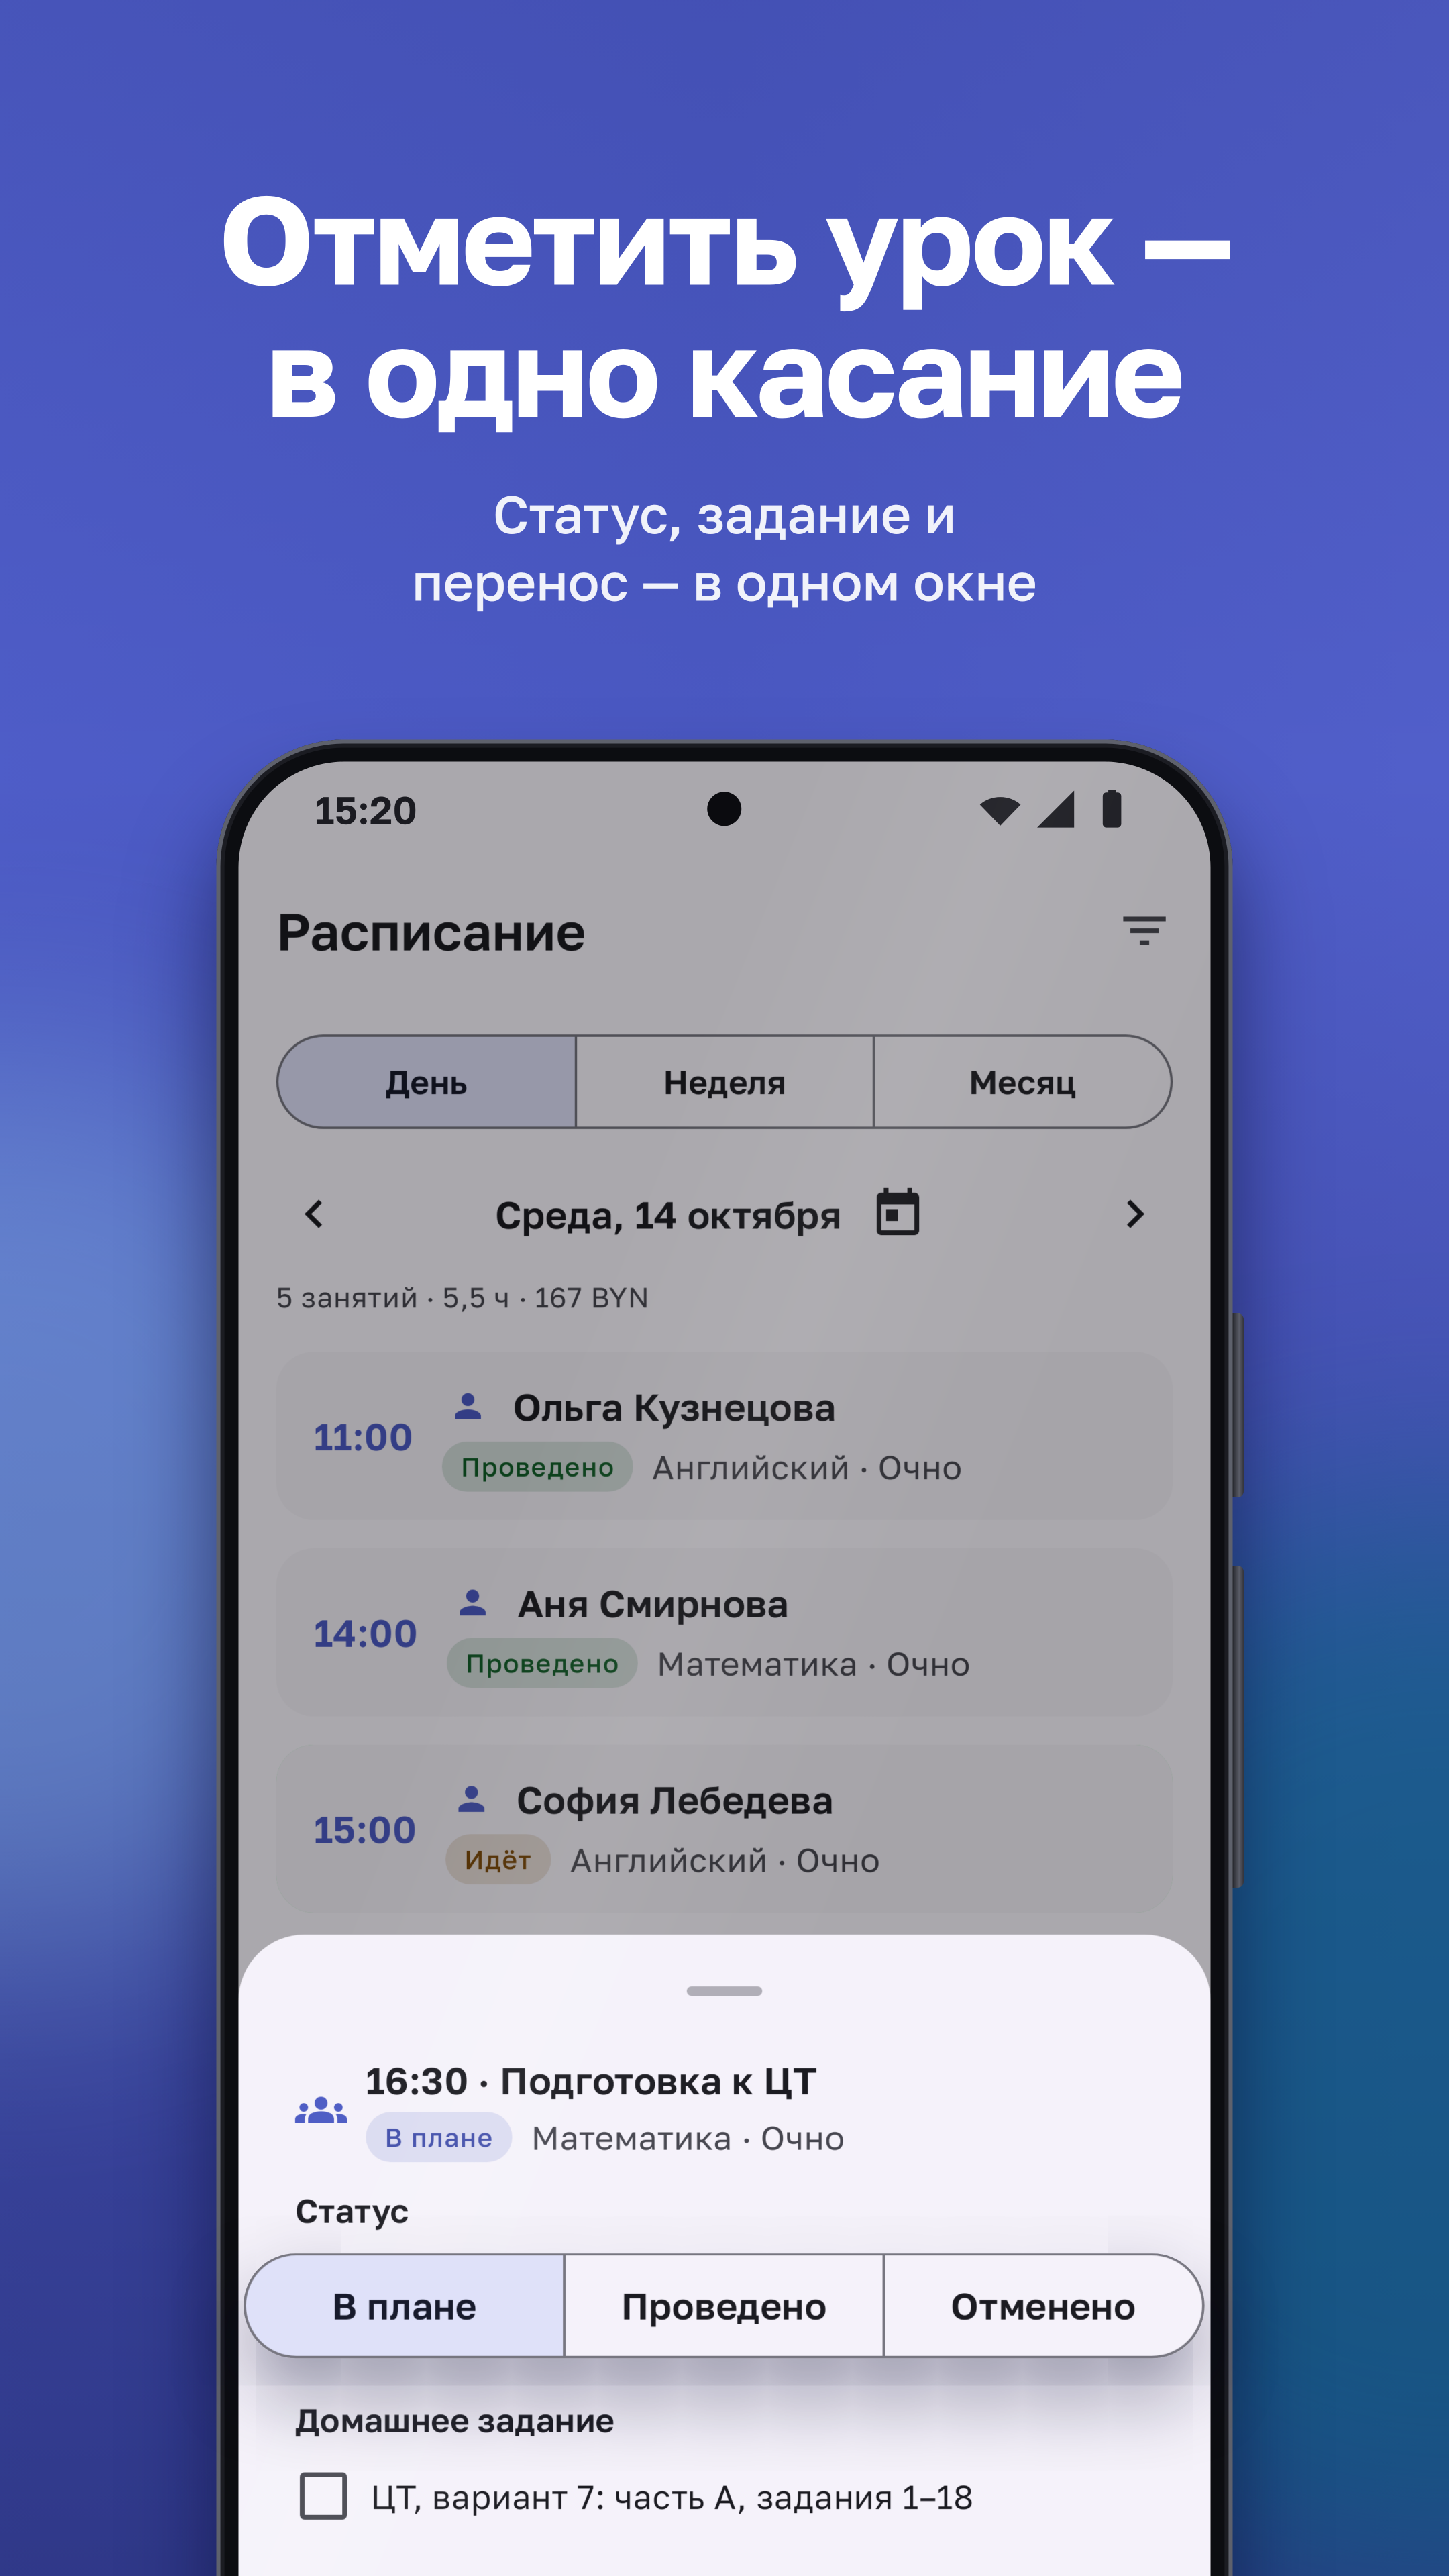 Отметить урок —
в одно касание
Статус, задание и
перенос — в одном окне
15:20
Расписание
День Неделя Месяц
Среда, 14 октября
5 занятий · 5,5 ч · 167 BYN
11:00 Ольга Кузнецова
Проведено Английский · Очно
14:00 Аня Смирнова
Проведено Математика · Очно
15:00 София Лебедева
Идёт Английский · Очно
16:30 · Подготовка к ЦТ
В плане Математика · Очно
Статус
В плане Проведено Отменено
Домашнее задание
ЦТ, вариант 7: часть А, задания 1–18